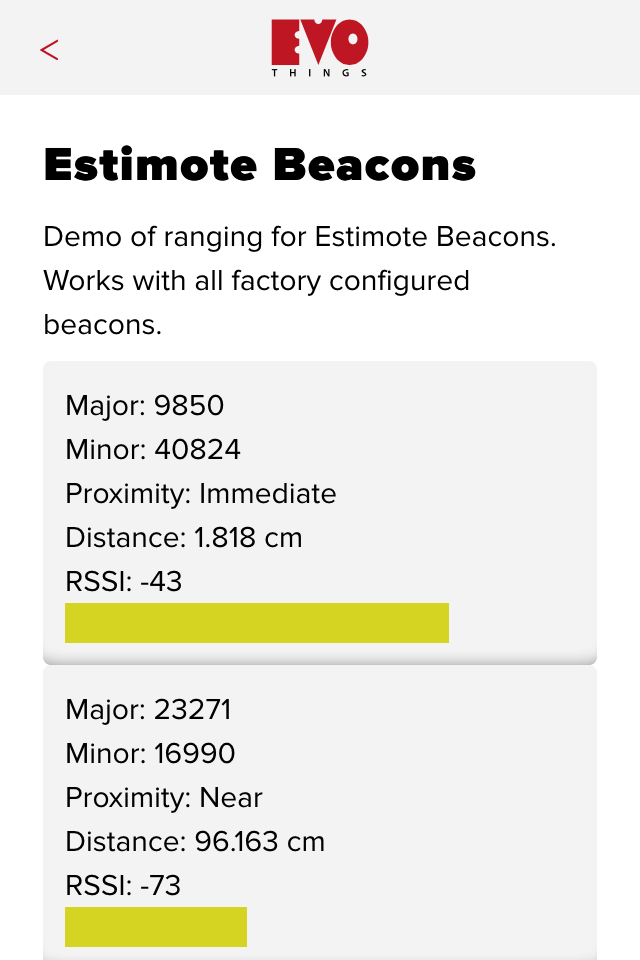 <
EVO
THINGS
Estimote Beacons
Demo of ranging for Estimote Beacons.
Works with all factory configured
beacons.
Major: 9850
Minor: 40824
Proximity: Immediate
Distance: 1.818 cm
RSSI: -43
Major: 23271
Minor: 16990
Proximity: Near
Distance: 96.163 cm
RSSI: -73